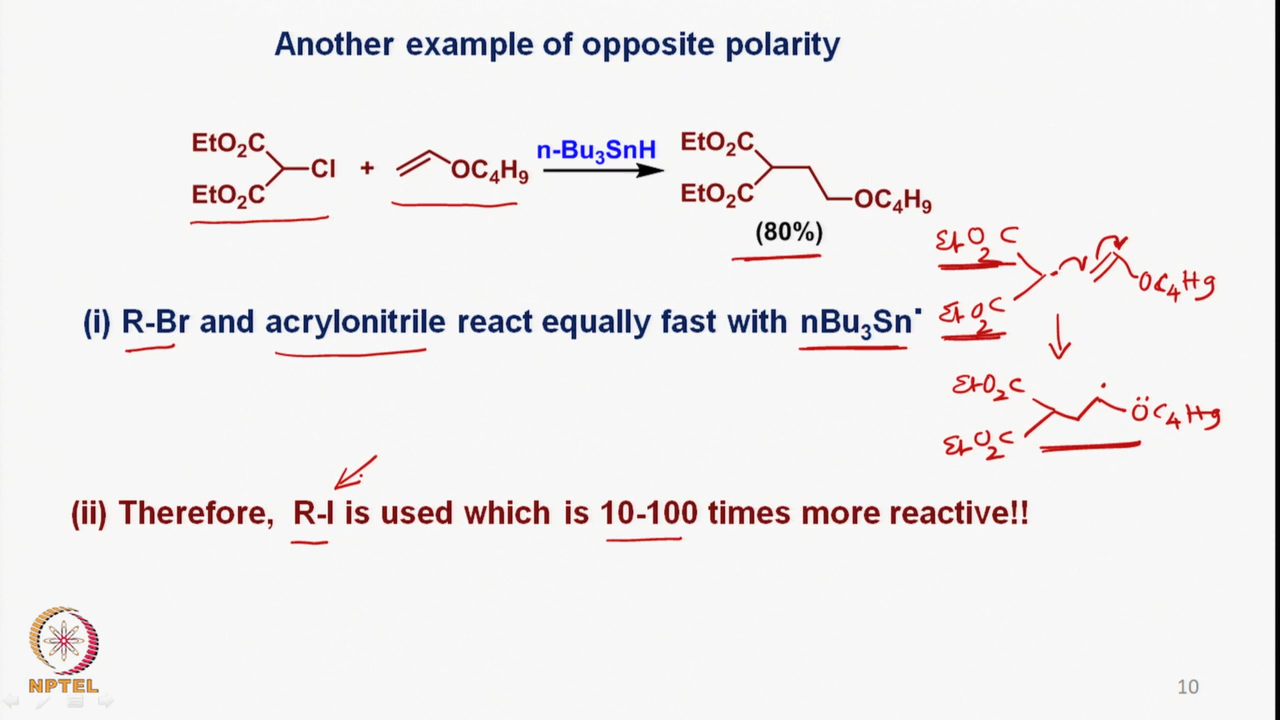 Another example of opposite polarity
EtO₂C
EtO₂C
Cl
+
OC₄H₉
n-Bu₃SnH
EtO₂C
EtO₂C
OC₄H₉
(80%)
EtO₂C
EtO₂C
OC₄H₉
(i) R-Br and acrylonitrile react equally fast with nBu₃Sn˙
EtO₂C
EtO₂C
ÖC₄H₉
(ii) Therefore, R-I is used which is 10-100 times more reactive!!
NPTEL
10